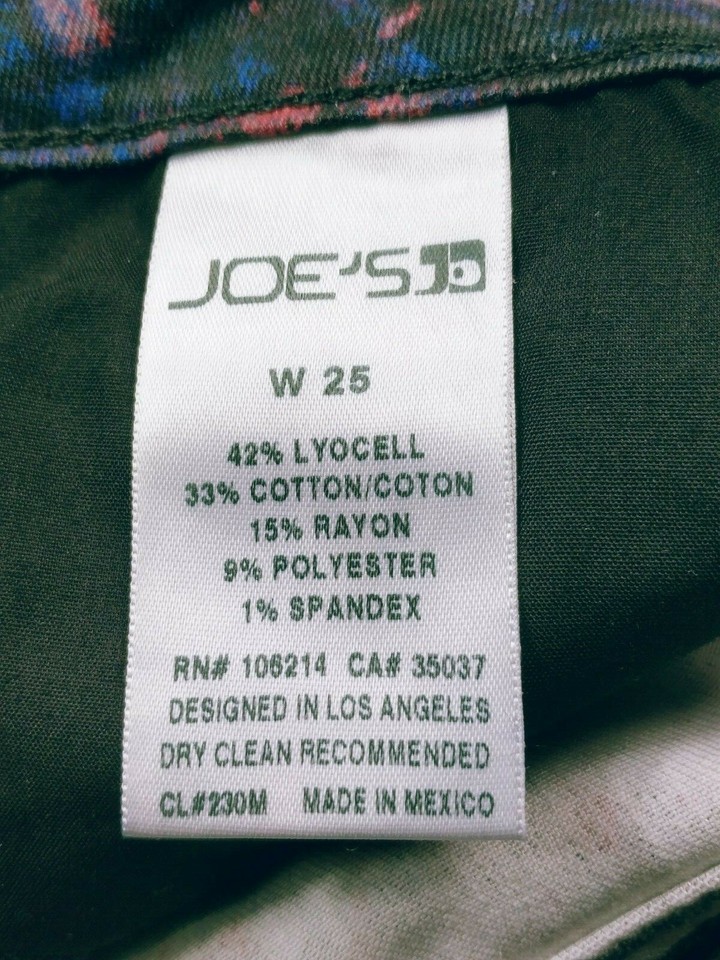 JOE'S
W 25
42% LYOCELL
33% COTTON/COTON
15% RAYON
9% POLYESTER
1% SPANDEX
RN# 106214 CA# 35037
DESIGNED IN LOS ANGELES
DRY CLEAN RECOMMENDED
CL#230M MADE IN MEXICO